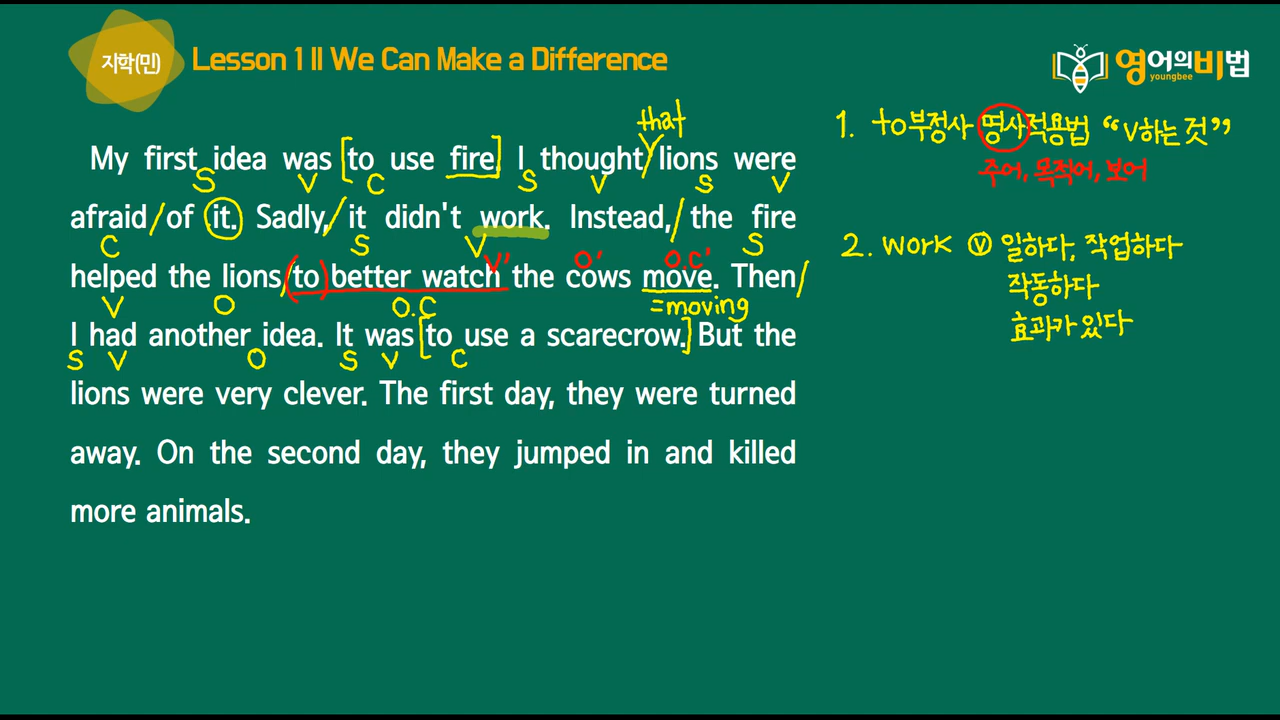 지학(민) Lesson 1 II We Can Make a Difference
영어의비법
youngbee
that
My first idea was [to use fire.] I thought lions were
S V C S V S V
afraid / of it. Sadly, / it didn't work. Instead, / the fire
C S V S
V' O' O.C'
helped the lions / (to) better watch the cows move. Then /
V O O.C =moving
I had another idea. It was [to use a scarecrow.] But the
S V O S V C
lions were very clever. The first day, they were turned
away. On the second day, they jumped in and killed
more animals.
1. to부정사 명사적용법 “V하는 것”
주어, 목적어, 보어
2. work ⓥ 일하다, 작업하다
작동하다
효과가 있다